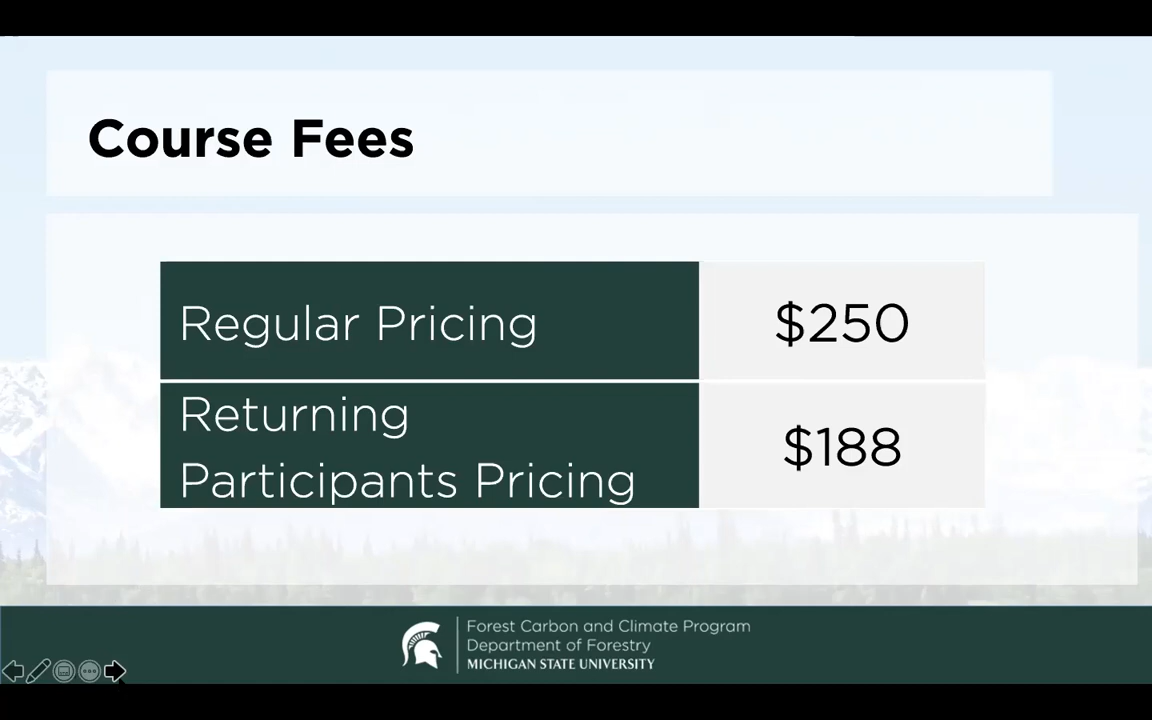 Course Fees
Regular Pricing
$250
Returning
Participants Pricing
$188
Forest Carbon and Climate Program
Department of Forestry
MICHIGAN STATE UNIVERSITY